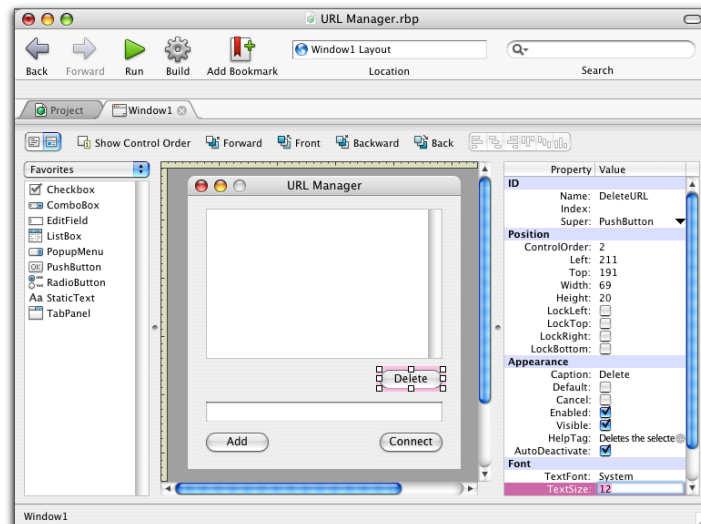 URL Manager.rbp
Back Forward Run Build Add Bookmark Window1 Layout Location Search
Project Window1
Show Control Order Forward Front Backward Back
Favorites
Checkbox
ComboBox
EditField
ListBox
PopupMenu
OK PushButton
RadioButton
Aa StaticText
TabPanel
URL Manager
Delete
Add Connect
Property Value
ID
Name: DeleteURL
Index:
Super: PushButton
Position
ControlOrder: 2
Left: 211
Top: 191
Width: 69
Height: 20
LockLeft:
LockTop:
LockRight:
LockBottom:
Appearance
Caption: Delete
Default:
Cancel:
Enabled:
Visible:
HelpTag: Deletes the selecte
AutoDeactivate:
Font
TextFont: System
TextSize: 12
Window1